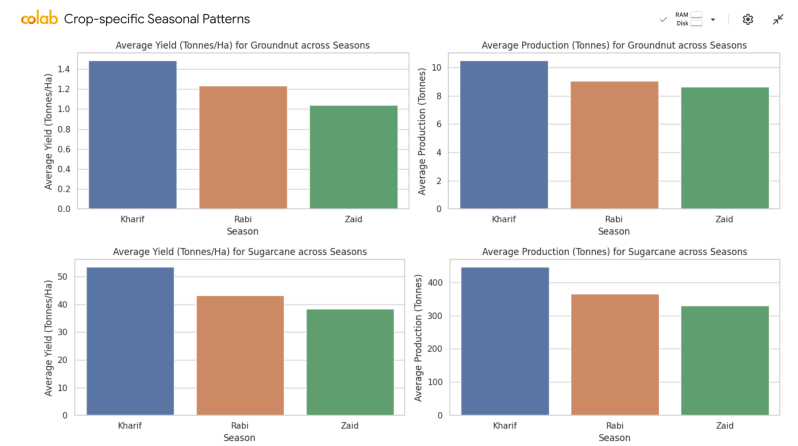 colab Crop-specific Seasonal Patterns
RAM
Disk
Average Yield (Tonnes/Ha) for Groundnut across Seasons
Average Yield (Tonnes/Ha)
1.4
1.2
1.0
0.8
0.6
0.4
0.2
0.0
Kharif Rabi Zaid
Season
Average Production (Tonnes) for Groundnut across Seasons
Average Production (Tonnes)
10
8
6
4
2
0
Kharif Rabi Zaid
Season
Average Yield (Tonnes/Ha) for Sugarcane across Seasons
Average Yield (Tonnes/Ha)
50
40
30
20
10
0
Kharif Rabi Zaid
Season
Average Production (Tonnes) for Sugarcane across Seasons
Average Production (Tonnes)
400
300
200
100
0
Kharif Rabi Zaid
Season